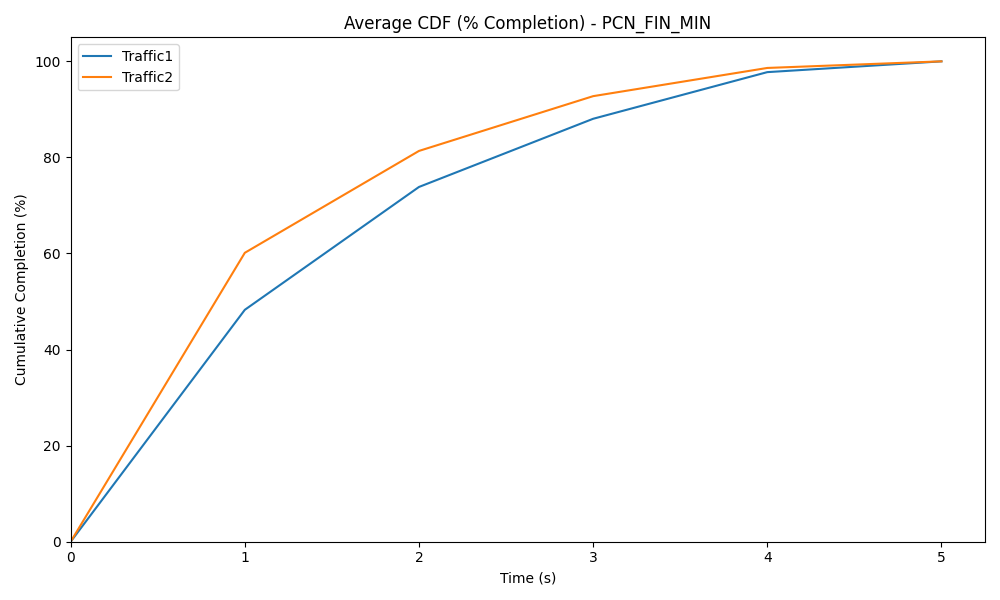 Average CDF (% Completion) - PCN_FIN_MIN
Traffic1
Traffic2
Cumulative Completion (%)
100
80
60
40
20
0
0 1 2 3 4 5
Time (s)